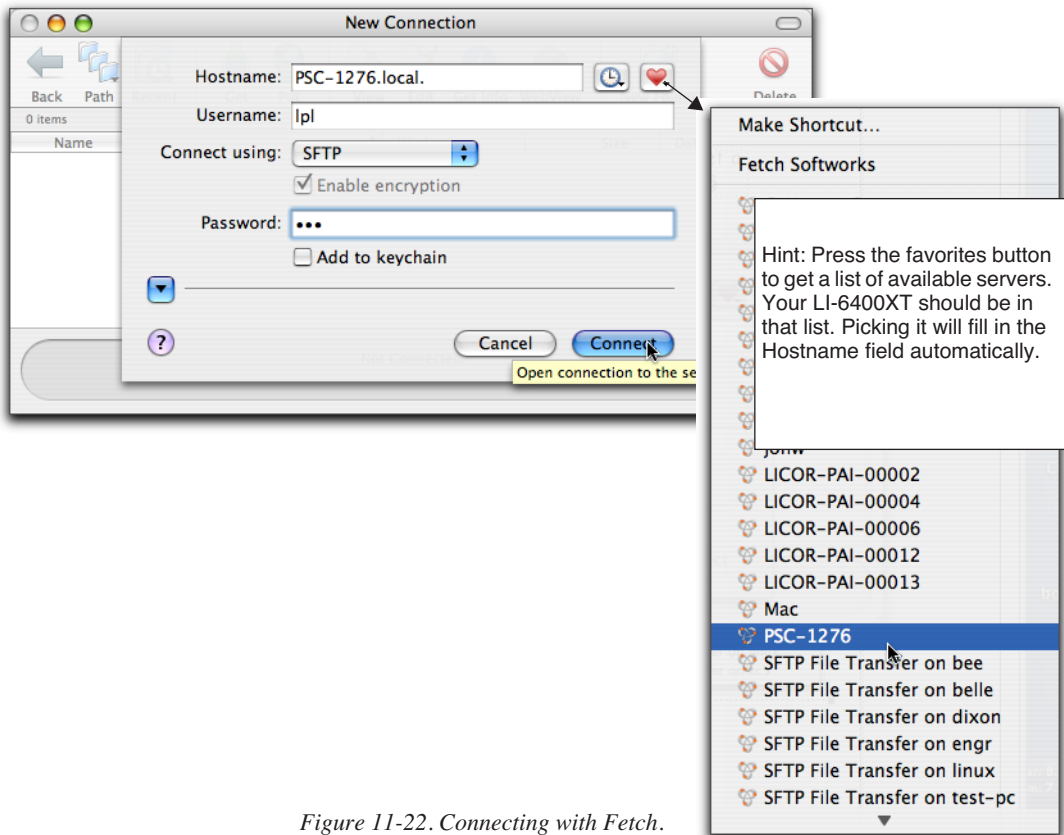 New Connection
Back Path
Delete
0 items
Name
Hostname: PSC-1276.local.
Username: lpl
Connect using: SFTP
Enable encryption
Password: •••
Add to keychain
?
Cancel Connect
Open connection to the se
Make Shortcut...
Fetch Softworks
Hint: Press the favorites button
to get a list of available servers.
Your LI-6400XT should be in
that list. Picking it will fill in the
Hostname field automatically.
LICOR-PAI-00002
LICOR-PAI-00004
LICOR-PAI-00006
LICOR-PAI-00012
LICOR-PAI-00013
Mac
PSC-1276
SFTP File Transfer on bee
SFTP File Transfer on belle
SFTP File Transfer on dixon
SFTP File Transfer on engr
SFTP File Transfer on linux
SFTP File Transfer on test-pc
Figure 11-22. Connecting with Fetch.